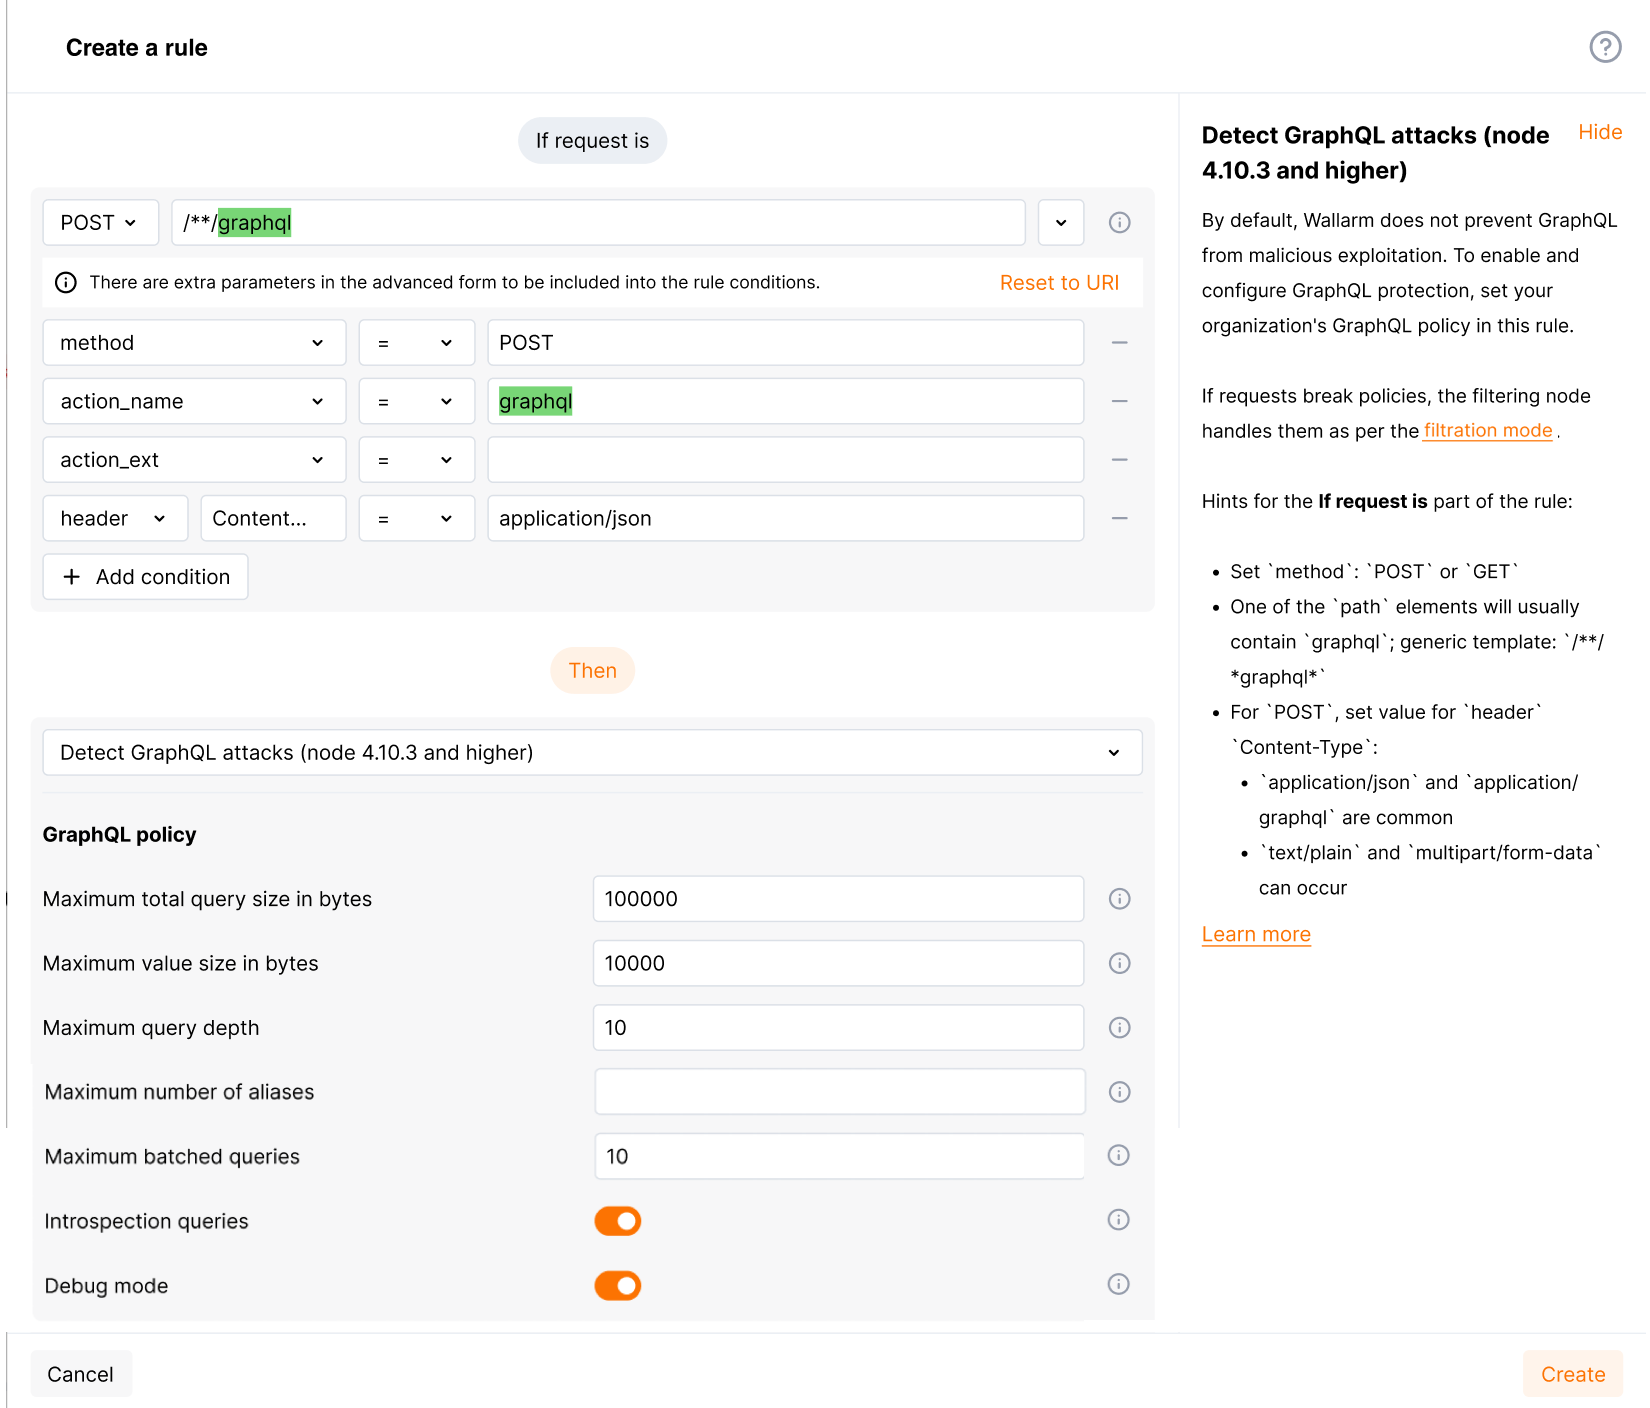 Create a rule
If request is
POST /**/graphql
There are extra parameters in the advanced form to be included into the rule conditions. Reset to URI
method = POST
action_name = graphql
action_ext =
header Content... = application/json
+ Add condition
Then
Detect GraphQL attacks (node 4.10.3 and higher)
GraphQL policy
Maximum total query size in bytes 100000
Maximum value size in bytes 10000
Maximum query depth 10
Maximum number of aliases
Maximum batched queries 10
Introspection queries
Debug mode
Detect GraphQL attacks (node Hide
4.10.3 and higher)
By default, Wallarm does not prevent GraphQL
from malicious exploitation. To enable and
configure GraphQL protection, set your
organization's GraphQL policy in this rule.
If requests break policies, the filtering node
handles them as per the filtration mode .
Hints for the If request is part of the rule:
• Set `method`: `POST` or `GET`
• One of the `path` elements will usually
contain `graphql`; generic template: `/**/
*graphql*`
• For `POST`, set value for `header`
`Content-Type`:
• `application/json` and `application/
graphql` are common
• `text/plain` and `multipart/form-data`
can occur
Learn more
Cancel
Create